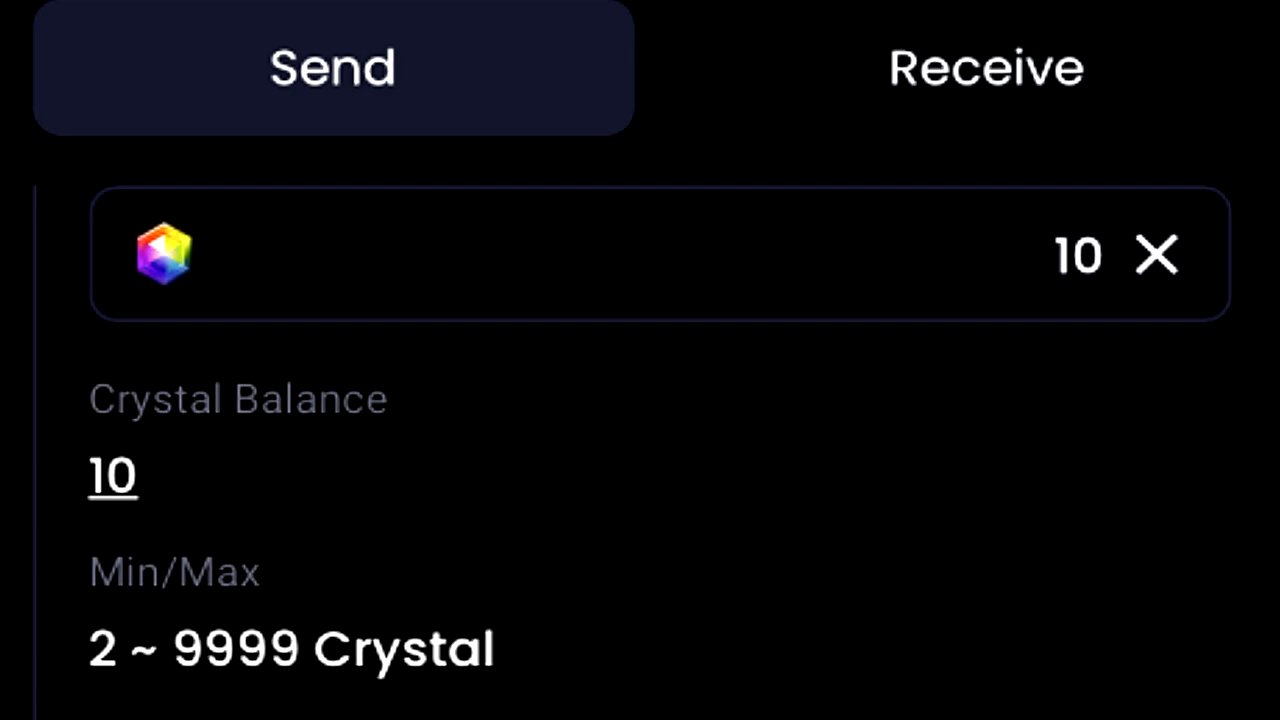 Send
Receive
10
Crystal Balance
10
Min/Max
2 ~ 9999 Crystal